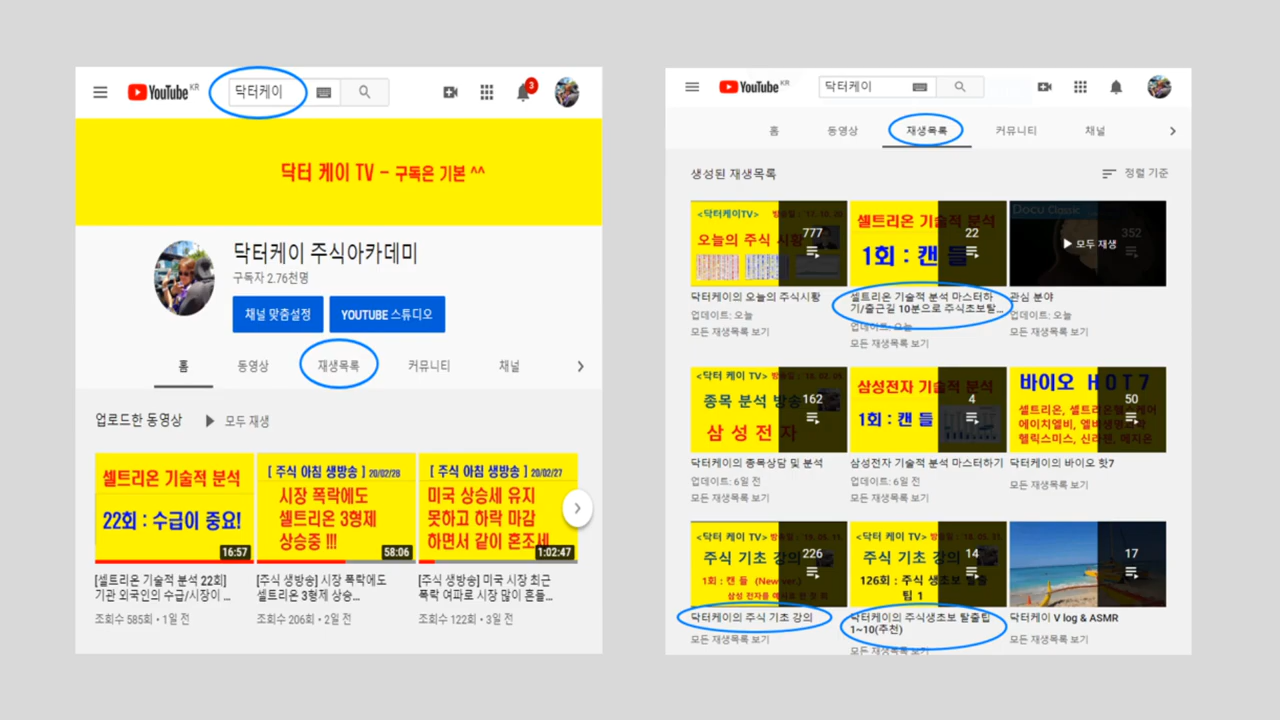 YouTube KR
닥터케이
3
닥터 케이 TV - 구독은 기본 ^^
닥터케이 주식아카데미
구독자 2.76천명
채널 맞춤설정
YOUTUBE 스튜디오
홈
동영상
재생목록
커뮤니티
채널
업로드한 동영상
모두 재생
셀트리온 기술적 분석
22회 : 수급이 중요!
16:57
[셀트리온 기술적 분석 22회]
기관 외국인의 수급/시장이 ...
조회수 585회 • 1일 전
[ 주식 아침 생방송 ] 20/02/28
시장 폭락에도
셀트리온 3형제
상승중 !!!
58:06
[주식 생방송] 시장 폭락에도
셀트리온 3형제 상승...
조회수 206회 • 2일 전
[ 주식 아침 생방송 ] 20/02/27
미국 상승세 유지
못하고 하락 마감
하면서 같이 혼조세
1:02:47
[주식 생방송] 미국 시장 최근
폭락 여파로 시장 많이 흔들...
조회수 122회 • 3일 전
YouTube KR
닥터케이
홈
동영상
재생목록
커뮤니티
채널
생성된 재생목록
정렬 기준
<닥터케이TV>
오늘의 주식 시황
777
닥터케이의 오늘의 주식시황
업데이트: 오늘
모든 재생목록 보기
셀트리온 기술적 분석
1회 : 캔 들
22
셀트리온 기술적 분석 마스터하
기/출근길 10분으로 주식초보탈...
업데이트: 오늘
모든 재생목록 보기
Docu Classic
352
모두 재생
관심 분야
업데이트: 오늘
모든 재생목록 보기
<닥터 케이 TV>
종목 분석 방송
삼 성 전 자
162
닥터케이의 종목상담 및 분석
업데이트: 6일 전
모든 재생목록 보기
삼성전자 기술적 분석
1회 : 캔 들
4
삼성전자 기술적 분석 마스터하기
업데이트: 6일 전
모든 재생목록 보기
바이오 HOT7
셀트리온, 셀트리온헬스케어
에이치엘비, 엘비생명과학
헬릭스미스, 신라젠, 메지온
50
닥터케이의 바이오 핫7
모든 재생목록 보기
<닥터 케이 TV>
주식 기초 강의
1회 : 캔 들 (New ver.)
226
닥터케이의 주식 기초 강의
모든 재생목록 보기
<닥터 케이 TV>
주식 기초 강의
126회 : 주식 생초보 탈출
팁 1
14
닥터케이의 주식생초보 탈출팁
1~10(추천)
모든 재생목록 보기
17
닥터케이 V log & ASMR
모든 재생목록 보기